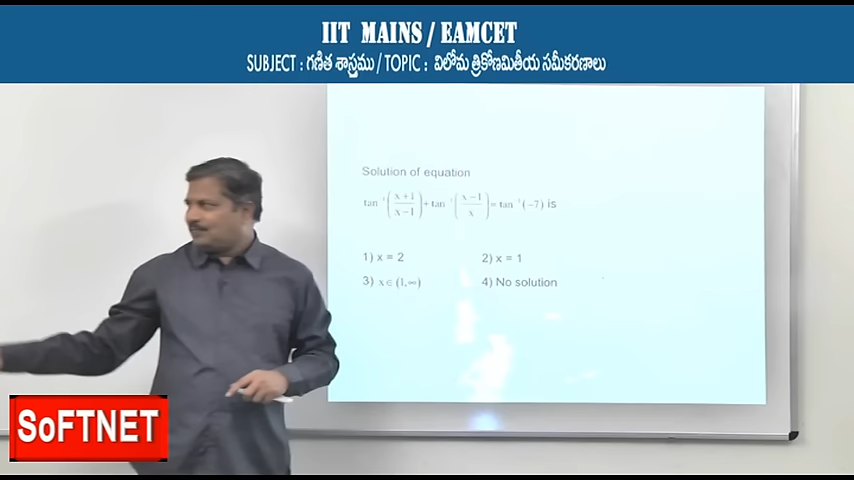 IIT MAINS / EAMCET
SUBJECT : గణిత శాస్త్రము / TOPIC : విలోమ త్రికోణమితీయ సమీకరణాలు
Solution of equation
tan⁻¹((x+1)/(x−1)) + tan⁻¹((x−1)/x) = tan⁻¹(−7) is
1) x = 2 2) x = 1
3) x ∈ (1,∞) 4) No solution
SoFTNET